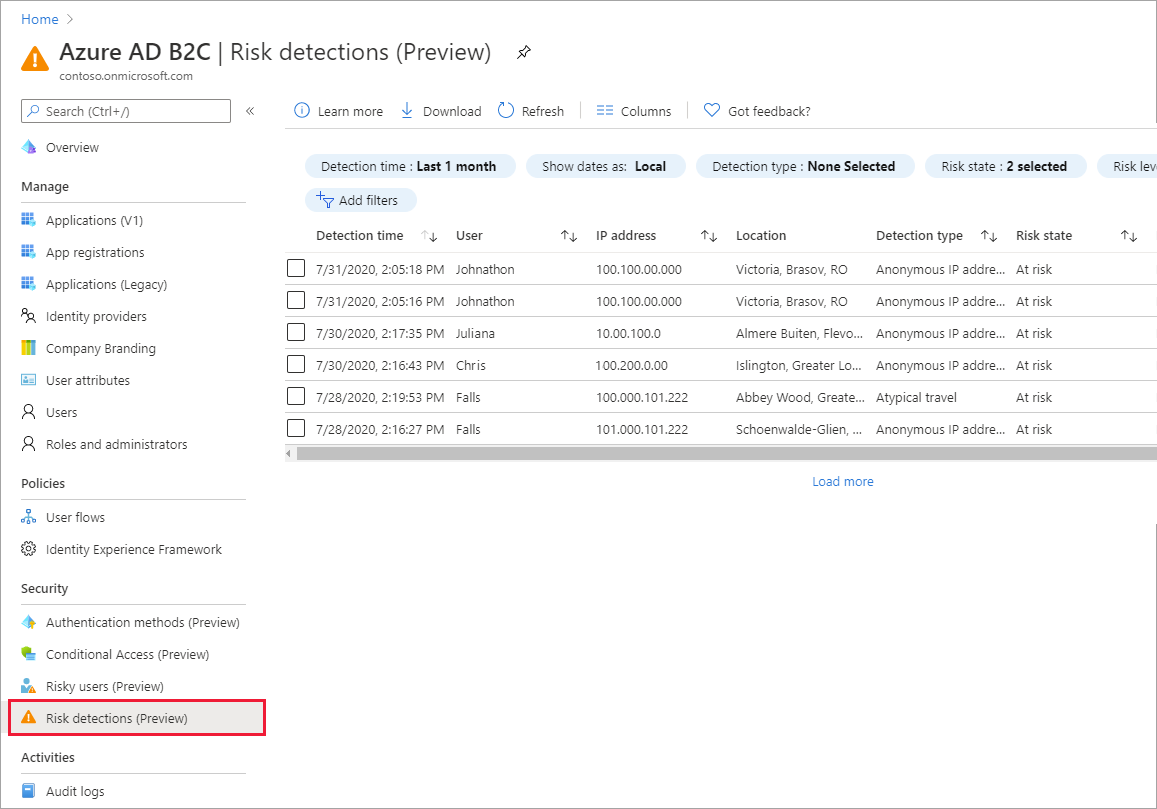 Home
Azure AD B2C | Risk detections (Preview)
contoso.onmicrosoft.com
Search (Ctrl+/)
«
Learn more
Download
Refresh
Columns
Got feedback?
Overview
Manage
Applications (V1)
App registrations
Applications (Legacy)
Identity providers
Company Branding
User attributes
Users
Roles and administrators
Policies
User flows
Identity Experience Framework
Security
Authentication methods (Preview)
Conditional Access (Preview)
Risky users (Preview)
Risk detections (Preview)
Activities
Audit logs
Detection time : Last 1 month
Show dates as: Local
Detection type : None Selected
Risk state : 2 selected
Risk leve
Add filters
Detection time User IP address Location Detection type Risk state
7/31/2020, 2:05:18 PM Johnathon 100.100.00.000 Victoria, Brasov, RO Anonymous IP addre... At risk
7/31/2020, 2:05:16 PM Johnathon 100.100.00.000 Victoria, Brasov, RO Anonymous IP addre... At risk
7/30/2020, 2:17:35 PM Juliana 10.00.100.0 Almere Buiten, Flevo... Anonymous IP addre... At risk
7/30/2020, 2:16:43 PM Chris 100.200.0.00 Islington, Greater Lo... Anonymous IP addre... At risk
7/28/2020, 2:19:53 PM Falls 100.000.101.222 Abbey Wood, Greate... Atypical travel At risk
7/28/2020, 2:16:27 PM Falls 101.000.101.222 Schoenwalde-Glien, ... Anonymous IP addre... At risk
Load more